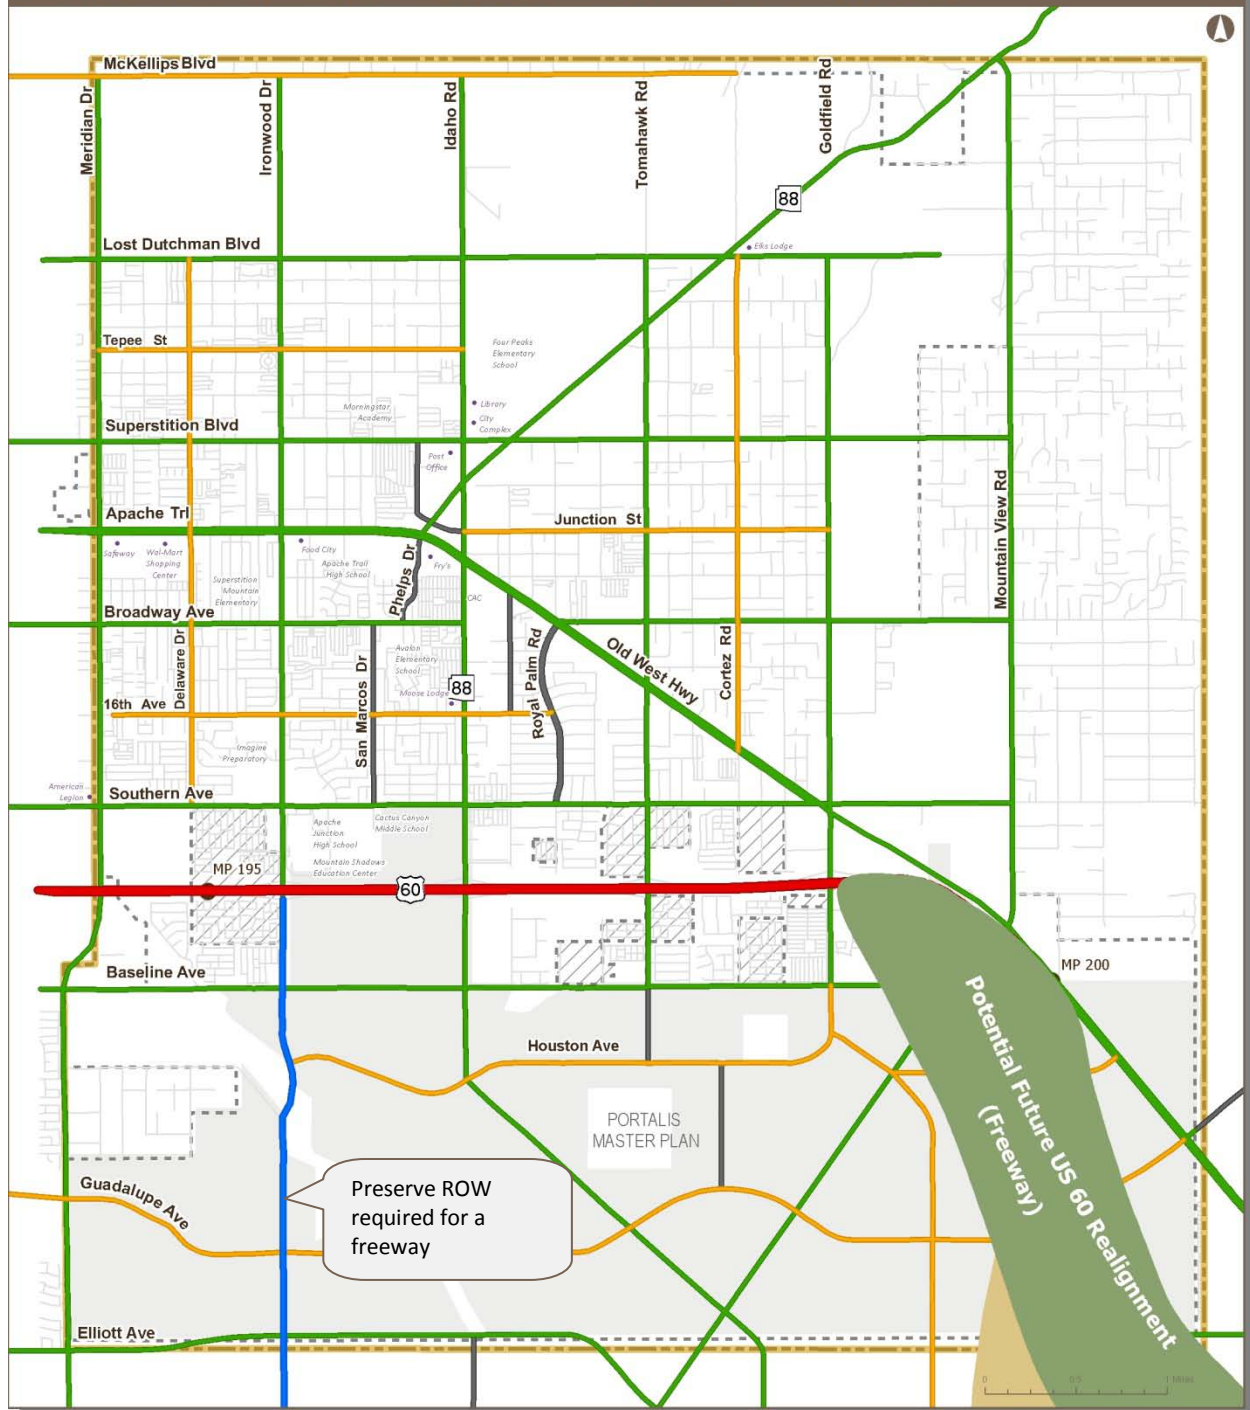 McKellips Blvd
Meridian Dr
Ironwood Dr
Idaho Rd
Tomahawk Rd
Goldfield Rd
88
Lost Dutchman Blvd
Elks Lodge
Tepee St
Four Peaks
Elementary
School
Morningstar
Academy
Library
City
Complex
Superstition Blvd
Post
Office
Mountain View Rd
Apache Trl
Junction St
Safeway
Wal-Mart
Shopping
Center
Food City
Apache Trail
High School
Superstition
Mountain
Elementary
Phelps Dr
Fry's
CAC
Broadway Ave
Delaware Dr
San Marcos Dr
Avalon
Elementary
School
Moose Lodge
88
Royal Palm Rd
Old West Hwy
Cortez Rd
16th Ave
Imagine
Preparatory
American
Legion
Southern Ave
Apache
Junction
High School
Cactus Canyon
Middle School
Mountain Shadows
Education Center
MP 195
60
Baseline Ave
MP 200
Houston Ave
Potential Future US 60 Realignment
(Freeway)
PORTALIS
MASTER PLAN
Guadalupe Ave
Preserve ROW
required for a
freeway
Elliott Ave
0 0.5 1 Miles